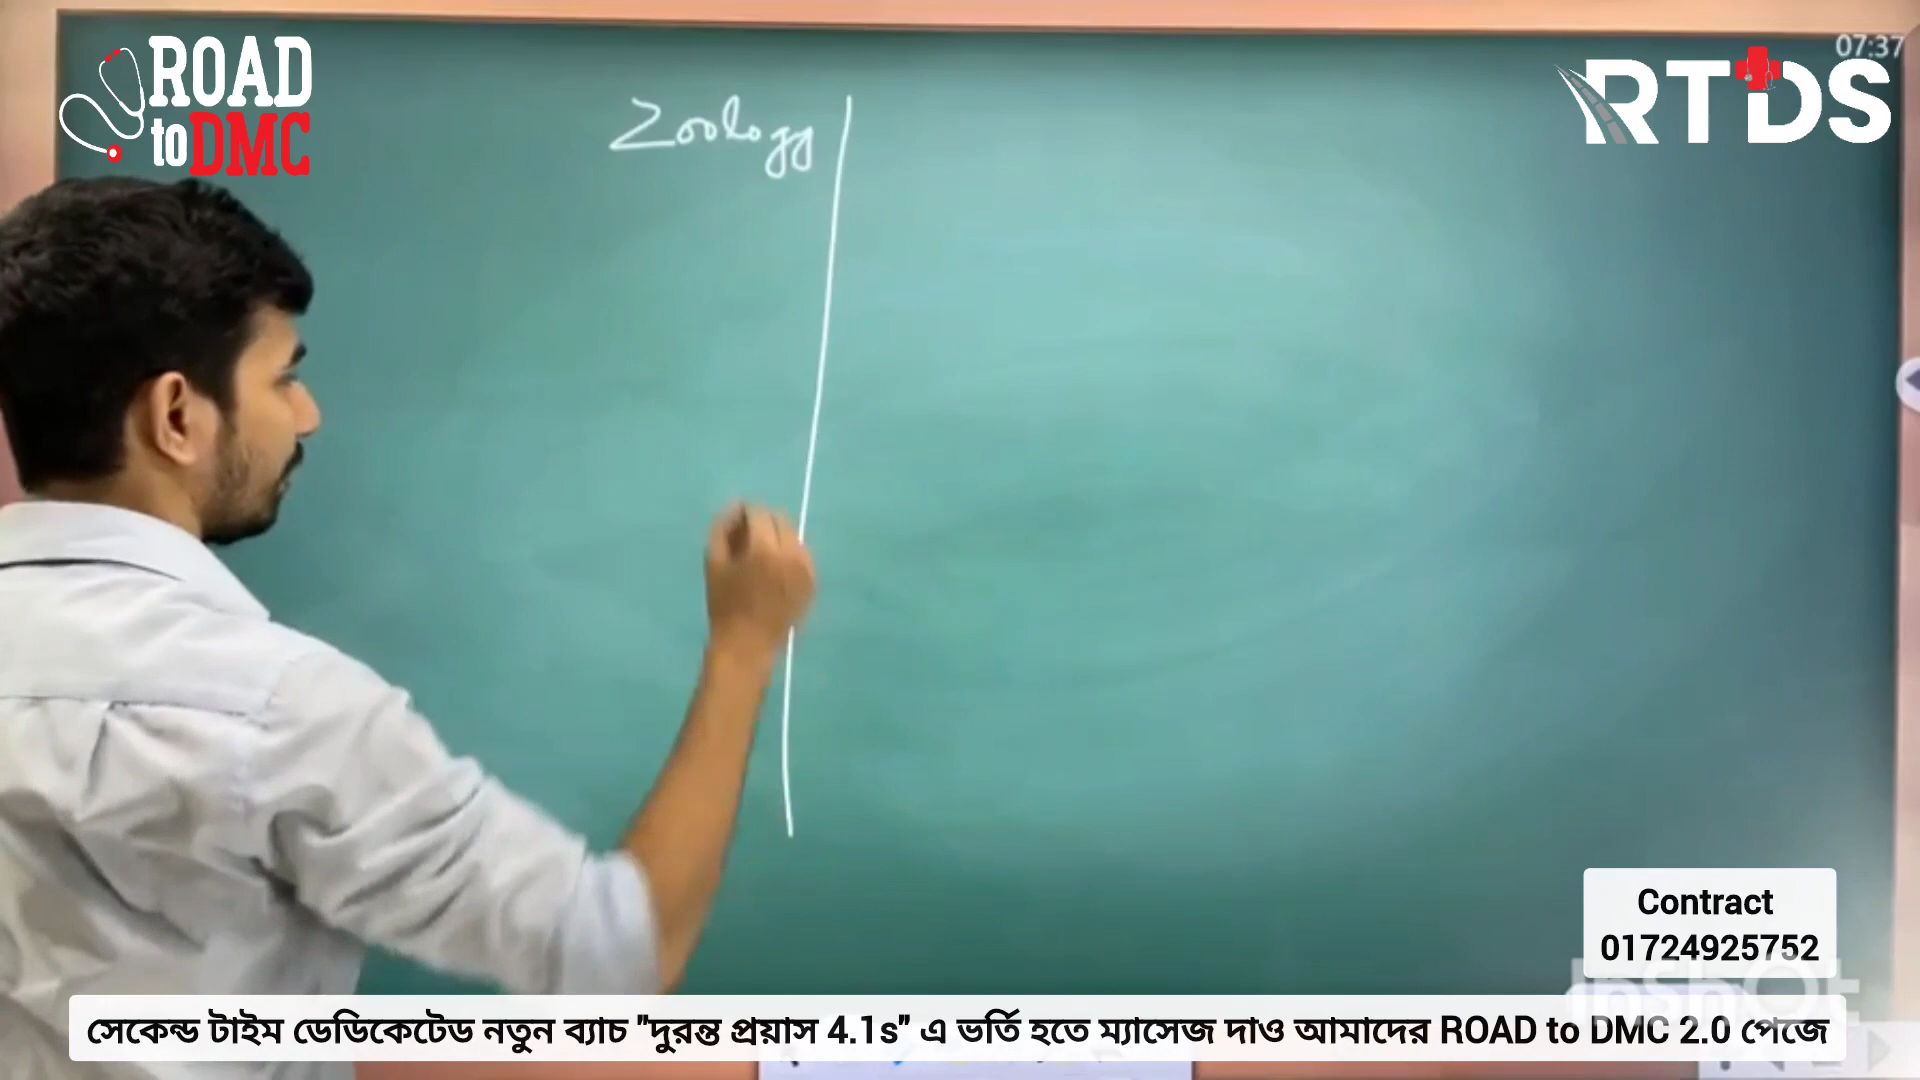 ROAD
to DMC
07:37
RTDS
Zoology
Contract
01724925752
InShOt
সেকেন্ড টাইম ডেডিকেটেড নতুন ব্যাচ "দুরন্ত প্রয়াস 4.1s" এ ভর্তি হতে ম্যাসেজ দাও আমাদের ROAD to DMC 2.0 পেজে